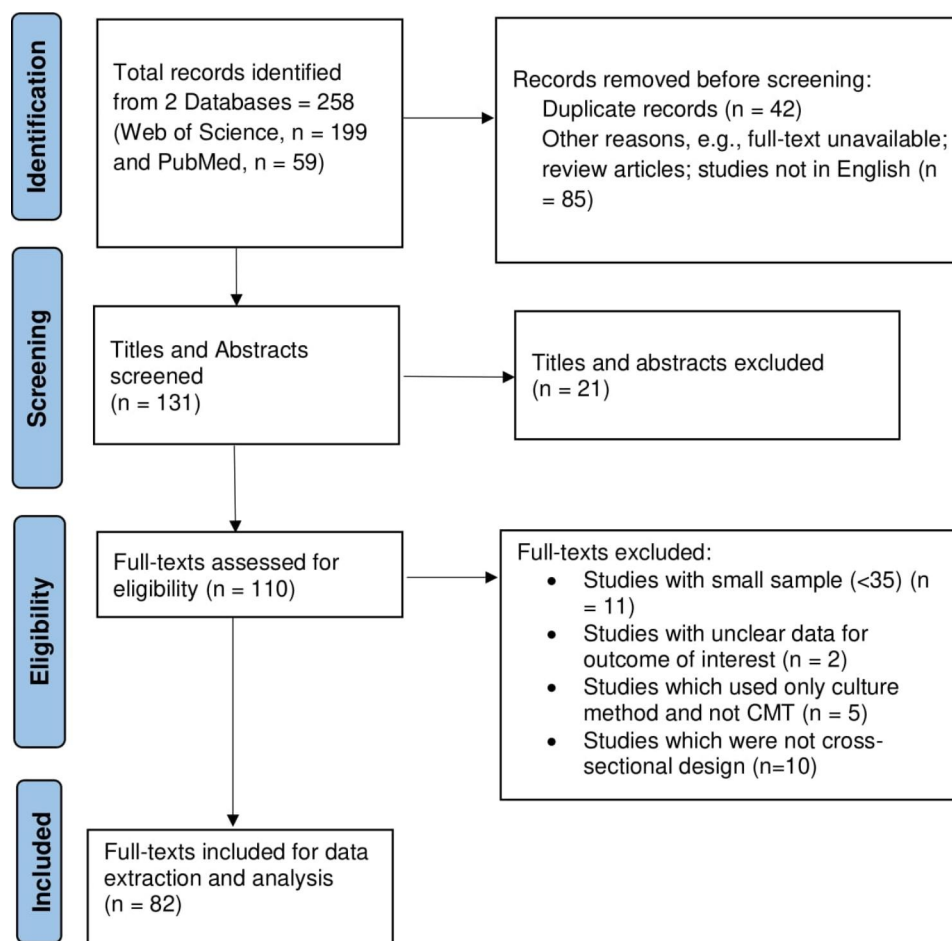 Identification
Total records identified
from 2 Databases = 258
(Web of Science, n = 199
and PubMed, n = 59)
Records removed before screening:
Duplicate records (n = 42)
Other reasons, e.g., full-text unavailable;
review articles; studies not in English (n
= 85)
Screening
Titles and Abstracts
screened
(n = 131)
Titles and abstracts excluded
(n = 21)
Eligibility
Full-texts assessed for
eligibility (n = 110)
Full-texts excluded:
• Studies with small sample (<35) (n
= 11)
• Studies with unclear data for
outcome of interest (n = 2)
• Studies which used only culture
method and not CMT (n = 5)
• Studies which were not cross-
sectional design (n=10)
Included
Full-texts included for data
extraction and analysis
(n = 82)